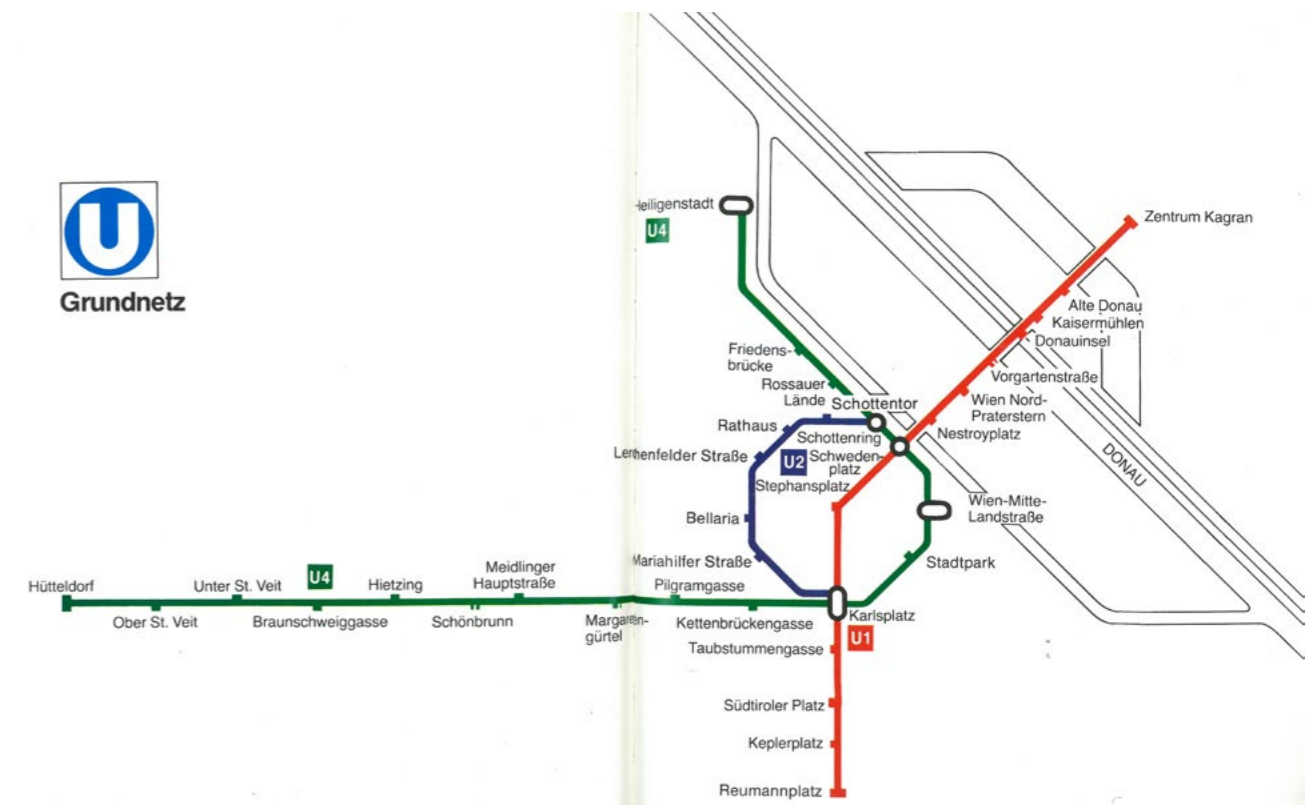 U
Grundnetz
Heiligenstadt
U4
Zentrum Kagran
Alte Donau
Kaisermühlen
Donauinsel
Vorgartenstraße
Wien Nord-
Praterstern
Nestroyplatz
Friedens-
brücke
Rossauer
Lände
Schottentor
Rathaus
Schottenring
Lerchenfelder Straße
U2
Schweden-
platz
Stephansplatz
DONAU
Wien-Mitte-
Landstraße
Bellaria
Mariahilfer Straße
Stadtpark
Hütteldorf
Unter St. Veit
U4
Hietzing
Meidlinger
Hauptstraße
Pilgramgasse
Ober St. Veit
Braunschweiggasse
Schönbrunn
Margareten-
gürtel
Kettenbrückengasse
Karlsplatz
U1
Taubstummengasse
Südtiroler Platz
Keplerplatz
Reumannplatz